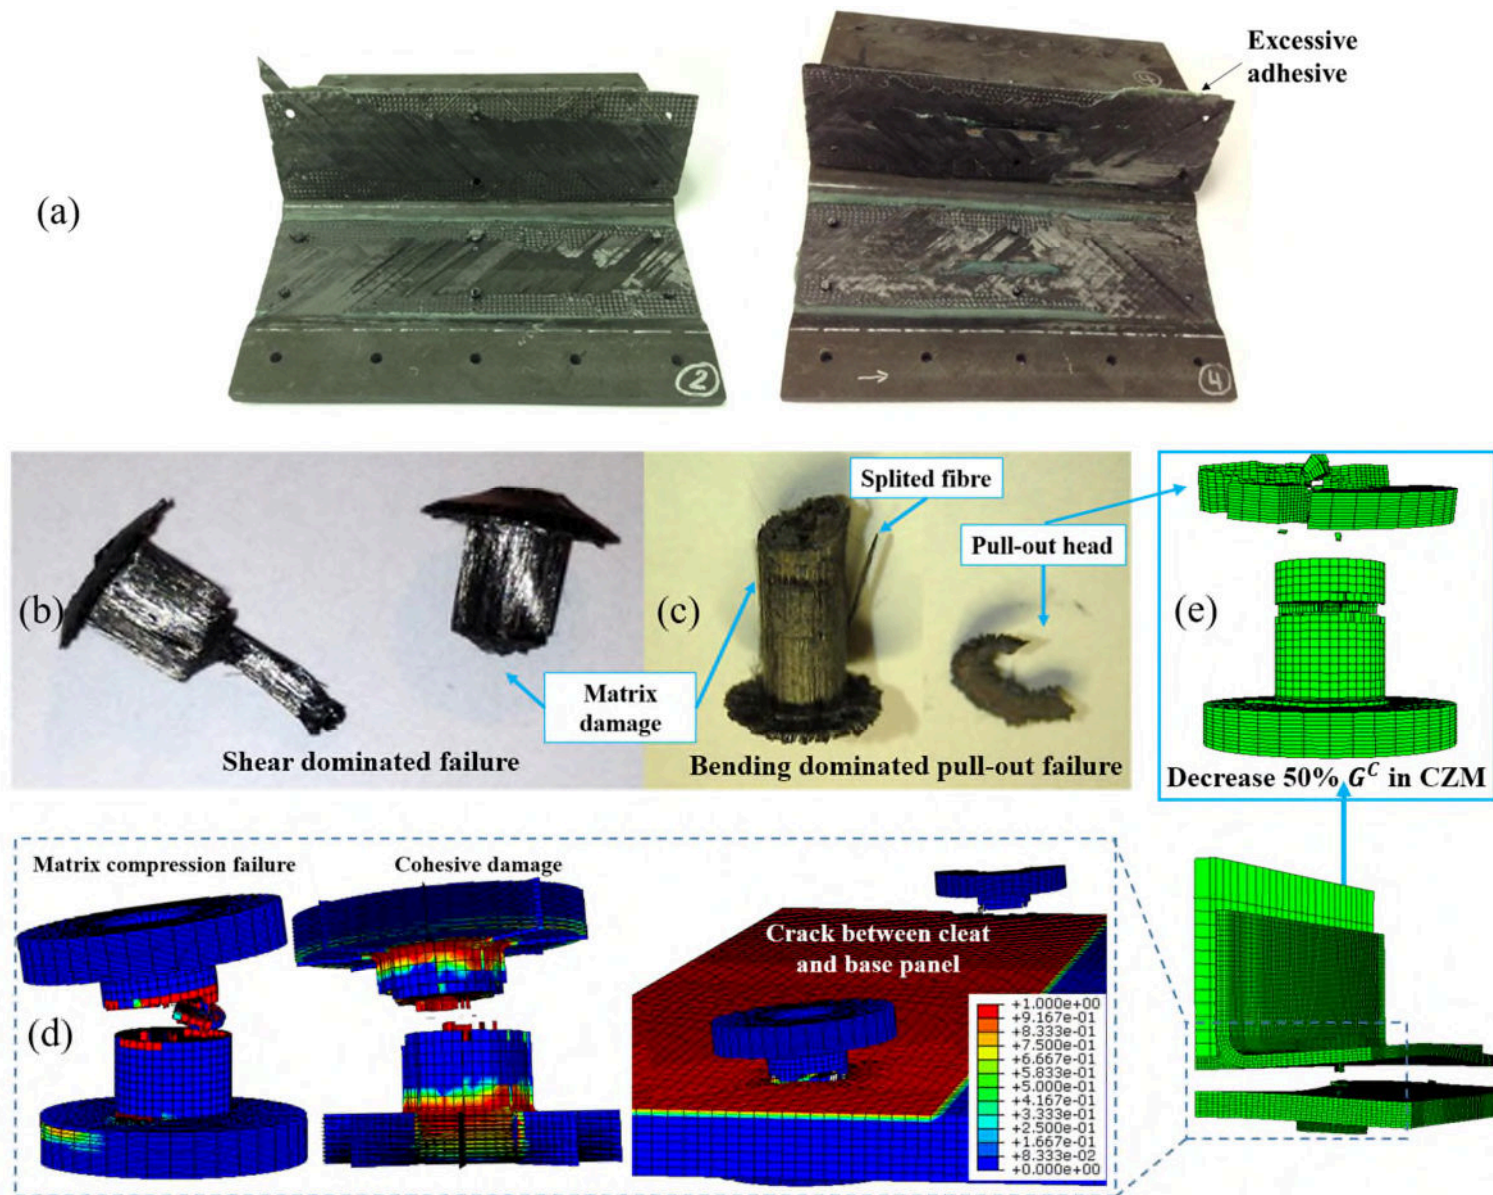 Excessive
adhesive
(a)
2
4
4
Splited fibre
Pull-out head
(b)
(c)
(e)
Matrix
damage
Shear dominated failure
Bending dominated pull-out failure
Decrease 50% G^C in CZM
Matrix compression failure
Cohesive damage
Crack between cleat
and base panel
(d)
+1.000e+00
+9.167e-01
+8.333e-01
+7.500e-01
+6.667e-01
+5.833e-01
+5.000e-01
+4.167e-01
+3.333e-01
+2.500e-01
+1.667e-01
+8.333e-02
+0.000e+00